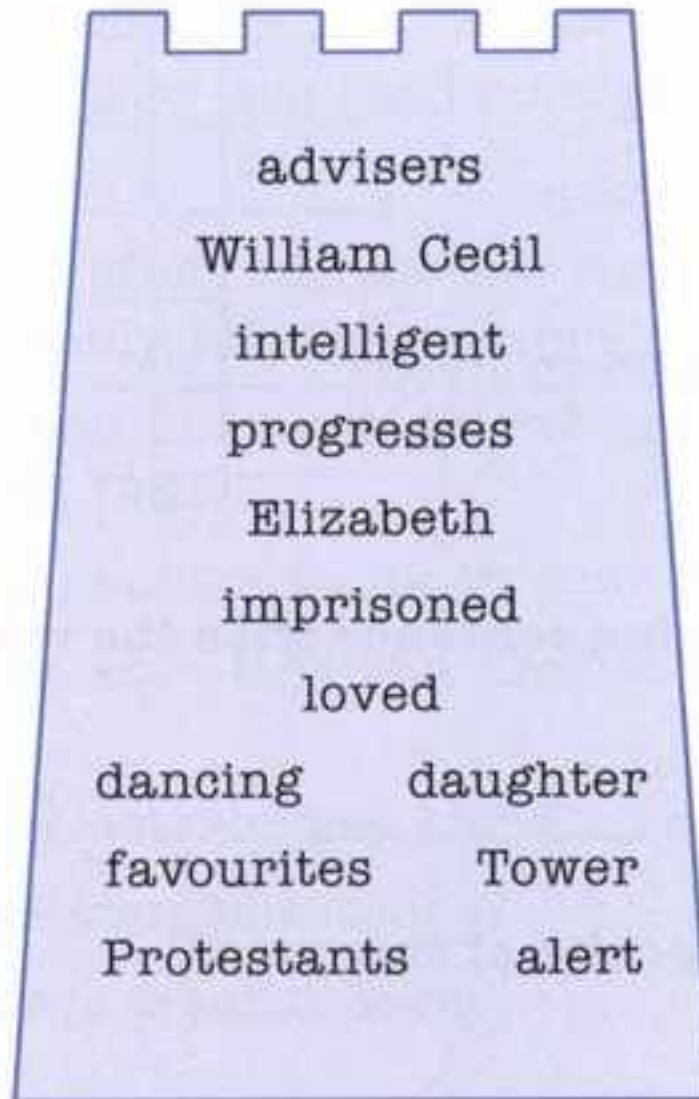 advisers
William Cecil
intelligent
progresses
Elizabeth
imprisoned
loved
dancing daughter
favourites Tower
Protestants alert